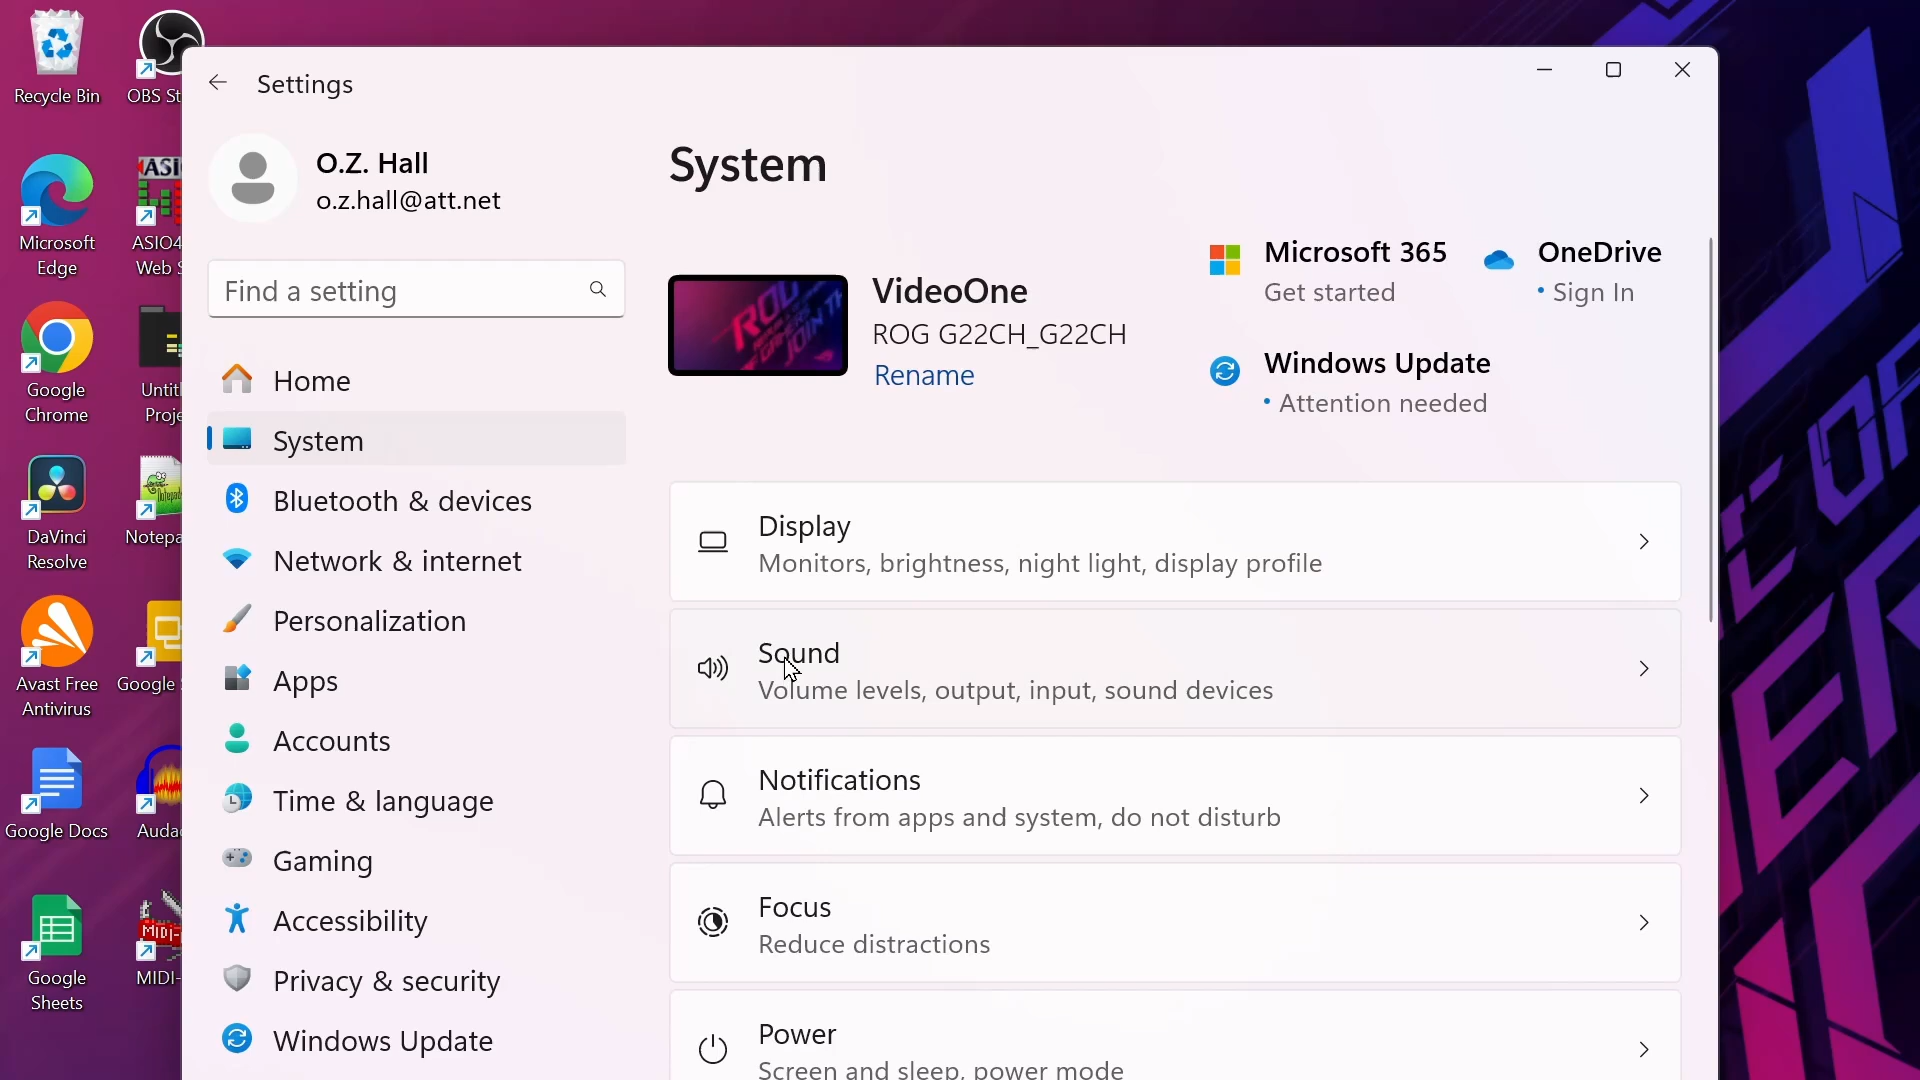 Recycle Bin
OBS St
Microsoft
Edge
ASIO4
Web S
Google
Chrome
Untitl
Proje
DaVinci
Resolve
Notepa
Avast Free
Antivirus
Google S
Google Docs
Audac
Google
Sheets
MIDI-
Settings
O.Z. Hall
o.z.hall@att.net
Find a setting
Home
System
Bluetooth & devices
Network & internet
Personalization
Apps
Accounts
Time & language
Gaming
Accessibility
Privacy & security
Windows Update
System
VideoOne
ROG G22CH_G22CH
Rename
Microsoft 365
Get started
OneDrive
• Sign In
Windows Update
• Attention needed
Display
Monitors, brightness, night light, display profile
Sound
Volume levels, output, input, sound devices
Notifications
Alerts from apps and system, do not disturb
Focus
Reduce distractions
Power
Screen and sleep, power mode